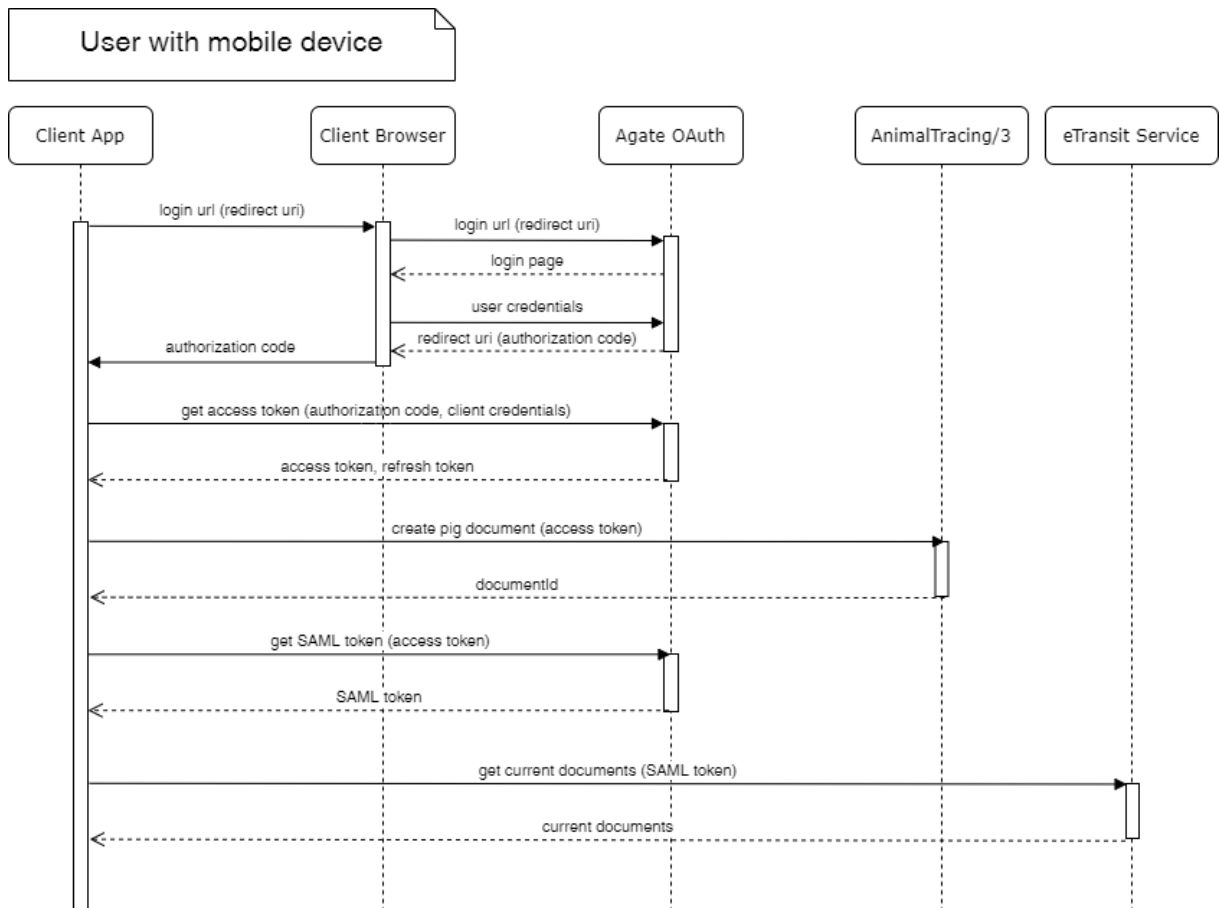 User with mobile device
Client App
Client Browser
Agate OAuth
AnimalTracing/3
eTransit Service
login url (redirect uri)
login url (redirect uri)
login page
user credentials
redirect uri (authorization code)
authorization code
get access token (authorization code, client credentials)
access token, refresh token
create pig document (access token)
documentId
get SAML token (access token)
SAML token
get current documents (SAML token)
current documents